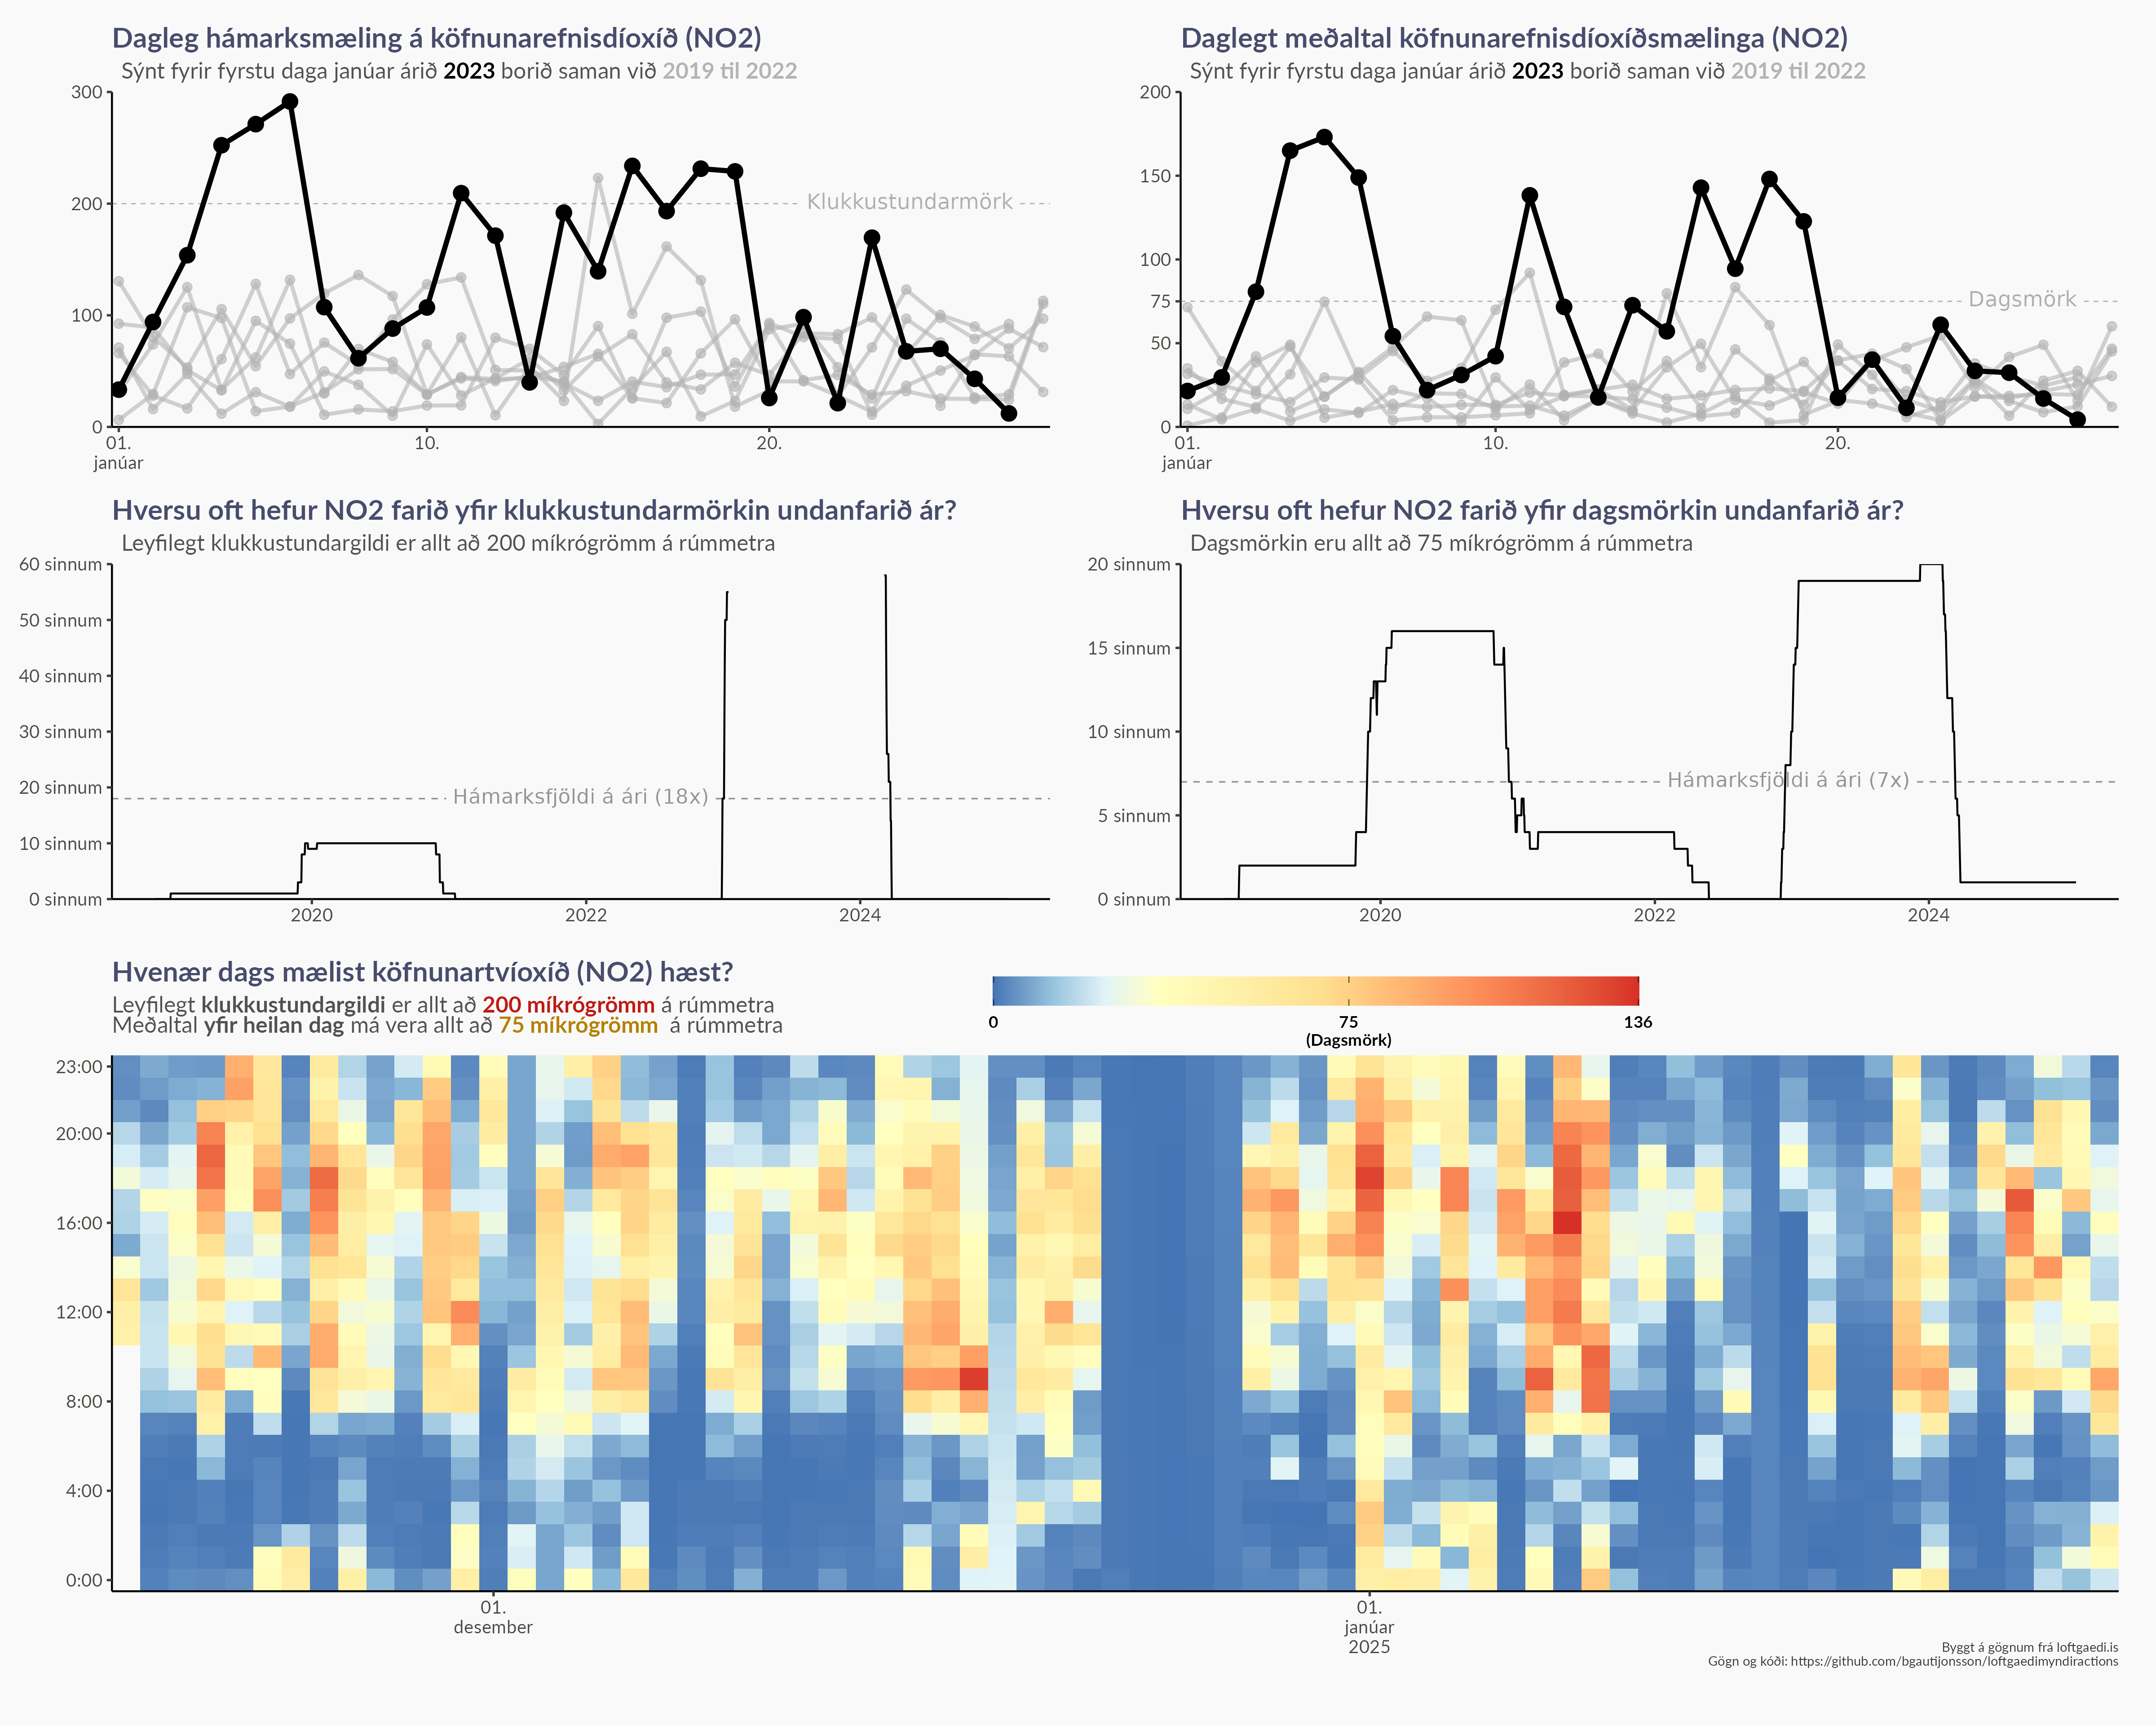 Dagleg hámarksmæling á köfnunarefnisdíoxíð (NO2)
Sýnt fyrir fyrstu daga janúar árið 2023 borið saman við 2019 til 2022
300
200
100
0
Klukkustundarmörk
01.
janúar
10.
20.
Daglegt meðaltal köfnunarefnisdíoxíðsmælinga (NO2)
Sýnt fyrir fyrstu daga janúar árið 2023 borið saman við 2019 til 2022
200
150
100
75
50
0
Dagsmörk
01.
janúar
10.
20.
Hversu oft hefur NO2 farið yfir klukkustundarmörkin undanfarið ár?
Leyfilegt klukkustundargildi er allt að 200 míkrógrömm á rúmmetra
60 sinnum
50 sinnum
40 sinnum
30 sinnum
20 sinnum
10 sinnum
0 sinnum
Hámarksfjöldi á ári (18x)
2020
2022
2024
Hversu oft hefur NO2 farið yfir dagsmörkin undanfarið ár?
Dagsmörkin eru allt að 75 míkrógrömm á rúmmetra
20 sinnum
15 sinnum
10 sinnum
5 sinnum
0 sinnum
Hámarksfjöldi á ári (7x)
2020
2022
2024
Hvenær dags mælist köfnunartvíoxíð (NO2) hæst?
Leyfilegt klukkustundargildi er allt að 200 míkrógrömm á rúmmetra
Meðaltal yfir heilan dag má vera allt að 75 míkrógrömm á rúmmetra
0
75
(Dagsmörk)
136
23:00
20:00
16:00
12:00
8:00
4:00
0:00
01.
desember
01.
janúar
2025
Byggt á gögnum frá loftgaedi.is
Gögn og kóði: https://github.com/bgautijonsson/loftgaedimyndiractions